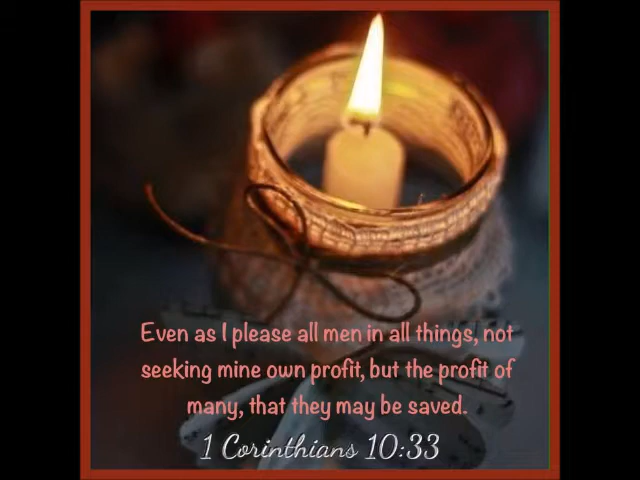 Even as I please all men in all things, not
seeking mine own profit, but the profit of
many, that they may be saved.
1 Corinthians 10:33